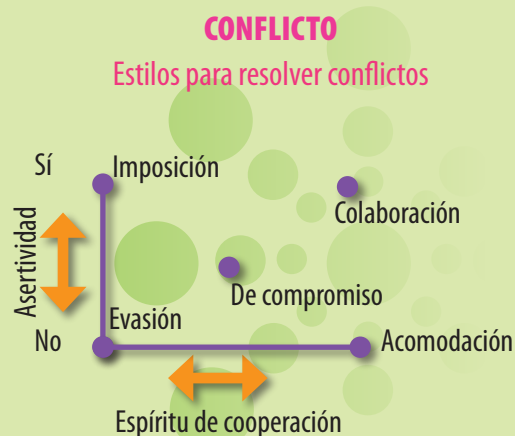 CONFLICTO
Estilos para resolver conflictos
Sí
Imposición
Colaboración
Asertividad
De compromiso
Evasión
No
Acomodación
Espíritu de cooperación